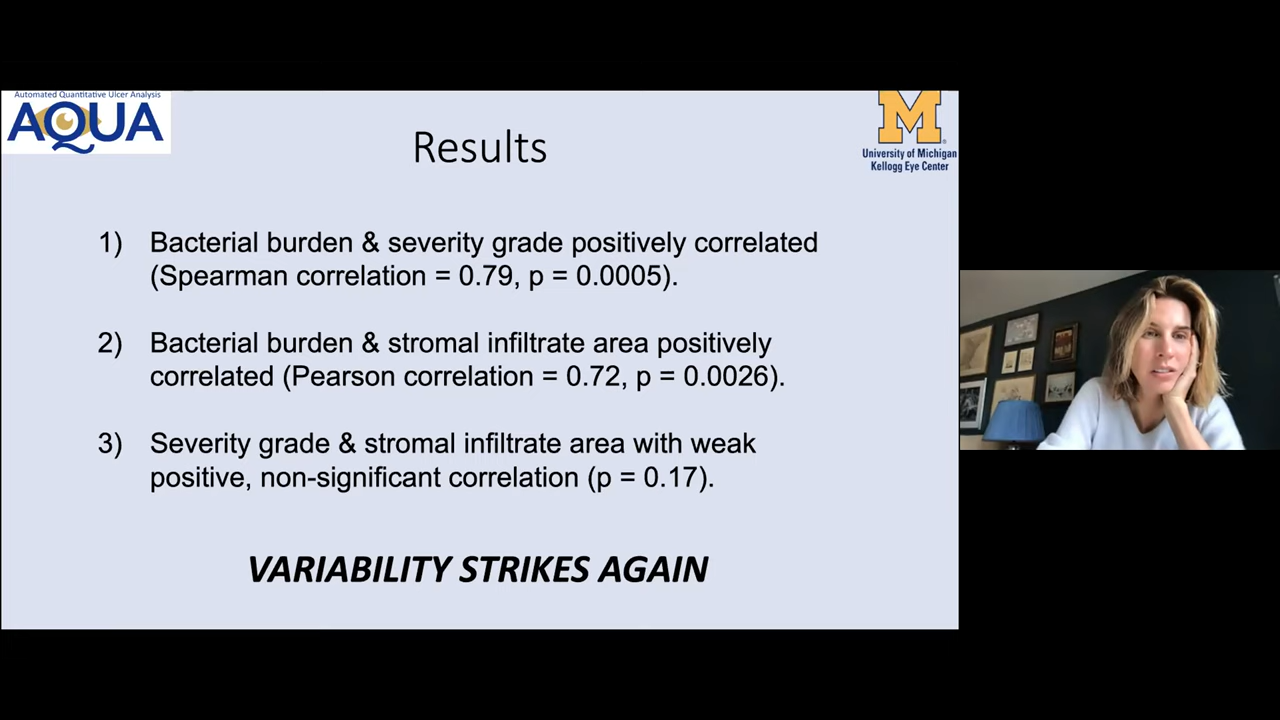 Automated Quantitative Ulcer Analysis
AQUA
M
University of Michigan
Kellogg Eye Center
Results
1) Bacterial burden & severity grade positively correlated
(Spearman correlation = 0.79, p = 0.0005).
2) Bacterial burden & stromal infiltrate area positively
correlated (Pearson correlation = 0.72, p = 0.0026).
3) Severity grade & stromal infiltrate area with weak
positive, non-significant correlation (p = 0.17).
VARIABILITY STRIKES AGAIN